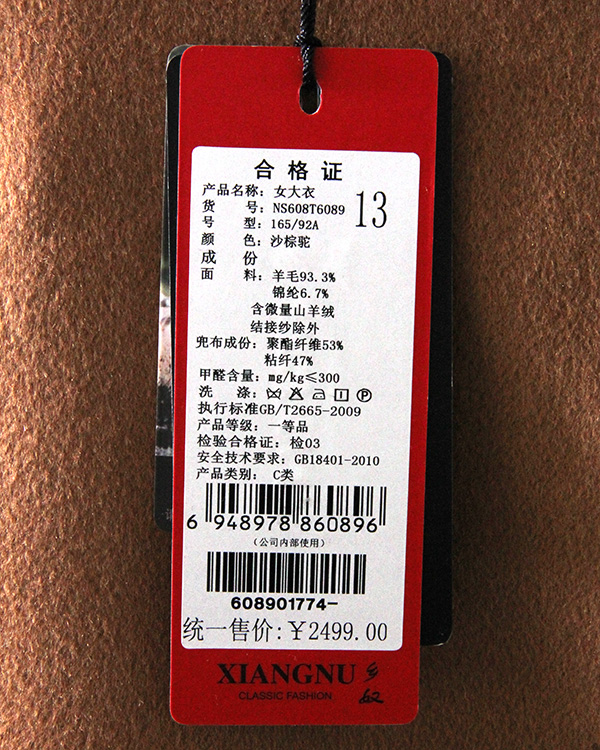 合格证
产品名称：女大衣
货 号：NS608T6089
13
号 型：165/92A
颜 色：沙棕驼
成 份
面 料：羊毛93.3%
锦纶6.7%
含微量山羊绒
结接纱除外
兜布成份：聚酯纤维53%
粘纤47%
甲醛含量：mg/kg≤300
洗 涤：
执行标准GB/T2665-2009
产品等级：一等品
检验合格证：检03
安全技术要求：GB18401-2010
产品类别： C类
6 948978 860896
（公司内部使用）
608901774-
统一售价:￥2499.00
XIANGNU 乡
CLASSIC FASHION
62